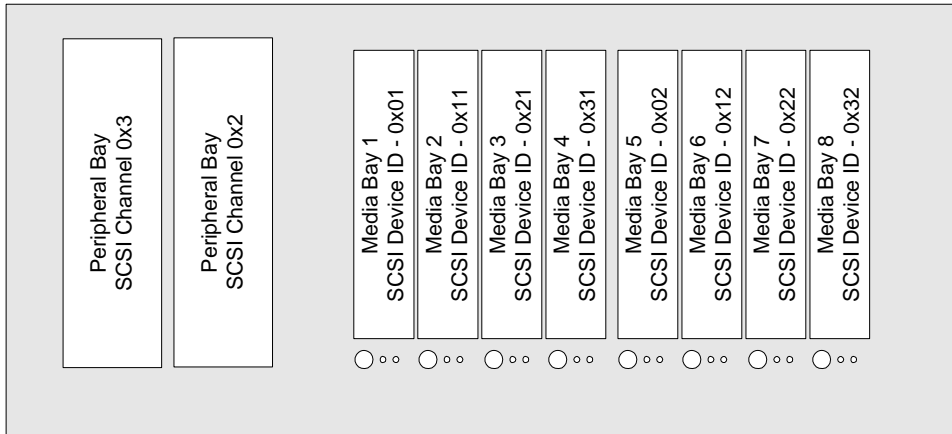 Peripheral Bay
SCSI Channel 0x3
Peripheral Bay
SCSI Channel 0x2
Media Bay 1
SCSI Device ID - 0x01
Media Bay 2
SCSI Device ID - 0x11
Media Bay 3
SCSI Device ID - 0x21
Media Bay 4
SCSI Device ID - 0x31
Media Bay 5
SCSI Device ID - 0x02
Media Bay 6
SCSI Device ID - 0x12
Media Bay 7
SCSI Device ID - 0x22
Media Bay 8
SCSI Device ID - 0x32